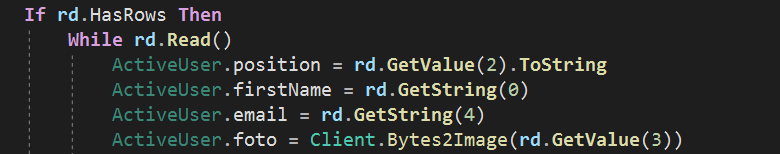 If rd.HasRows Then
While rd.Read()
ActiveUser.position = rd.GetValue(2).ToString
ActiveUser.firstName = rd.GetString(0)
ActiveUser.email = rd.GetString(4)
ActiveUser.foto = Client.Bytes2Image(rd.GetValue(3))